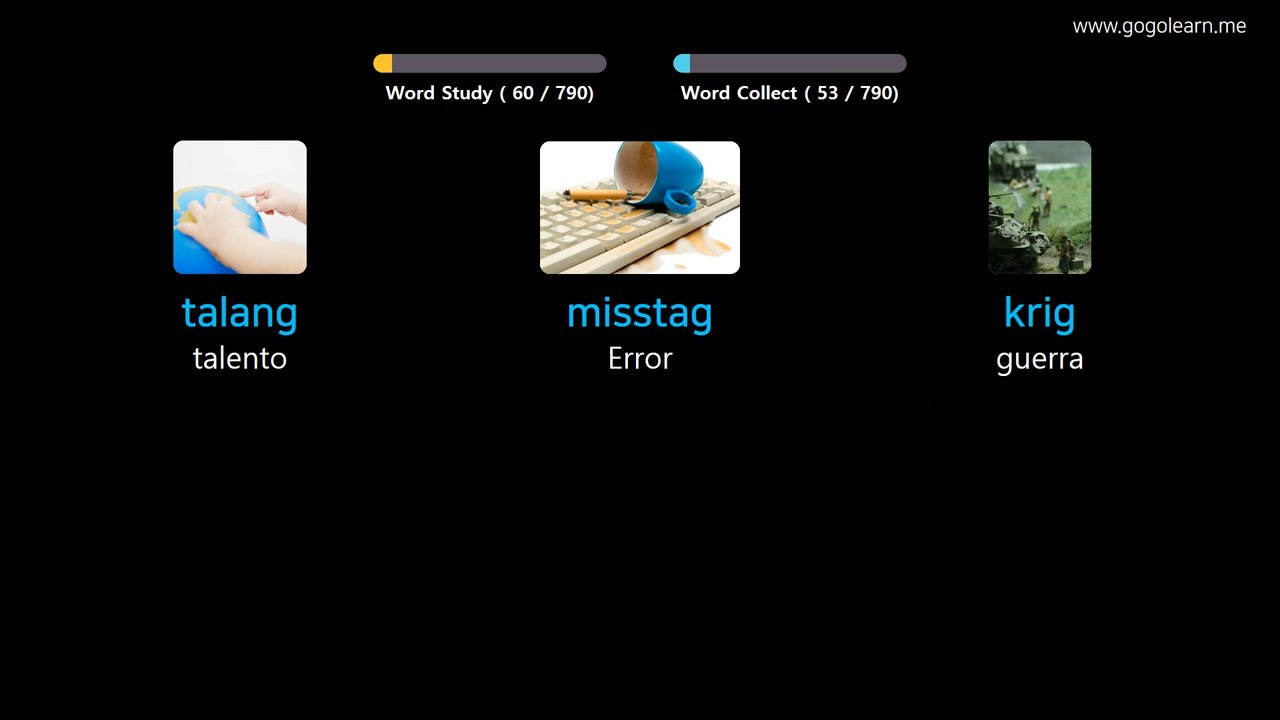 www.gogolearn.me
Word Study ( 60 / 790)
Word Collect ( 53 / 790)
talang
misstag
krig
talento
Error
guerra